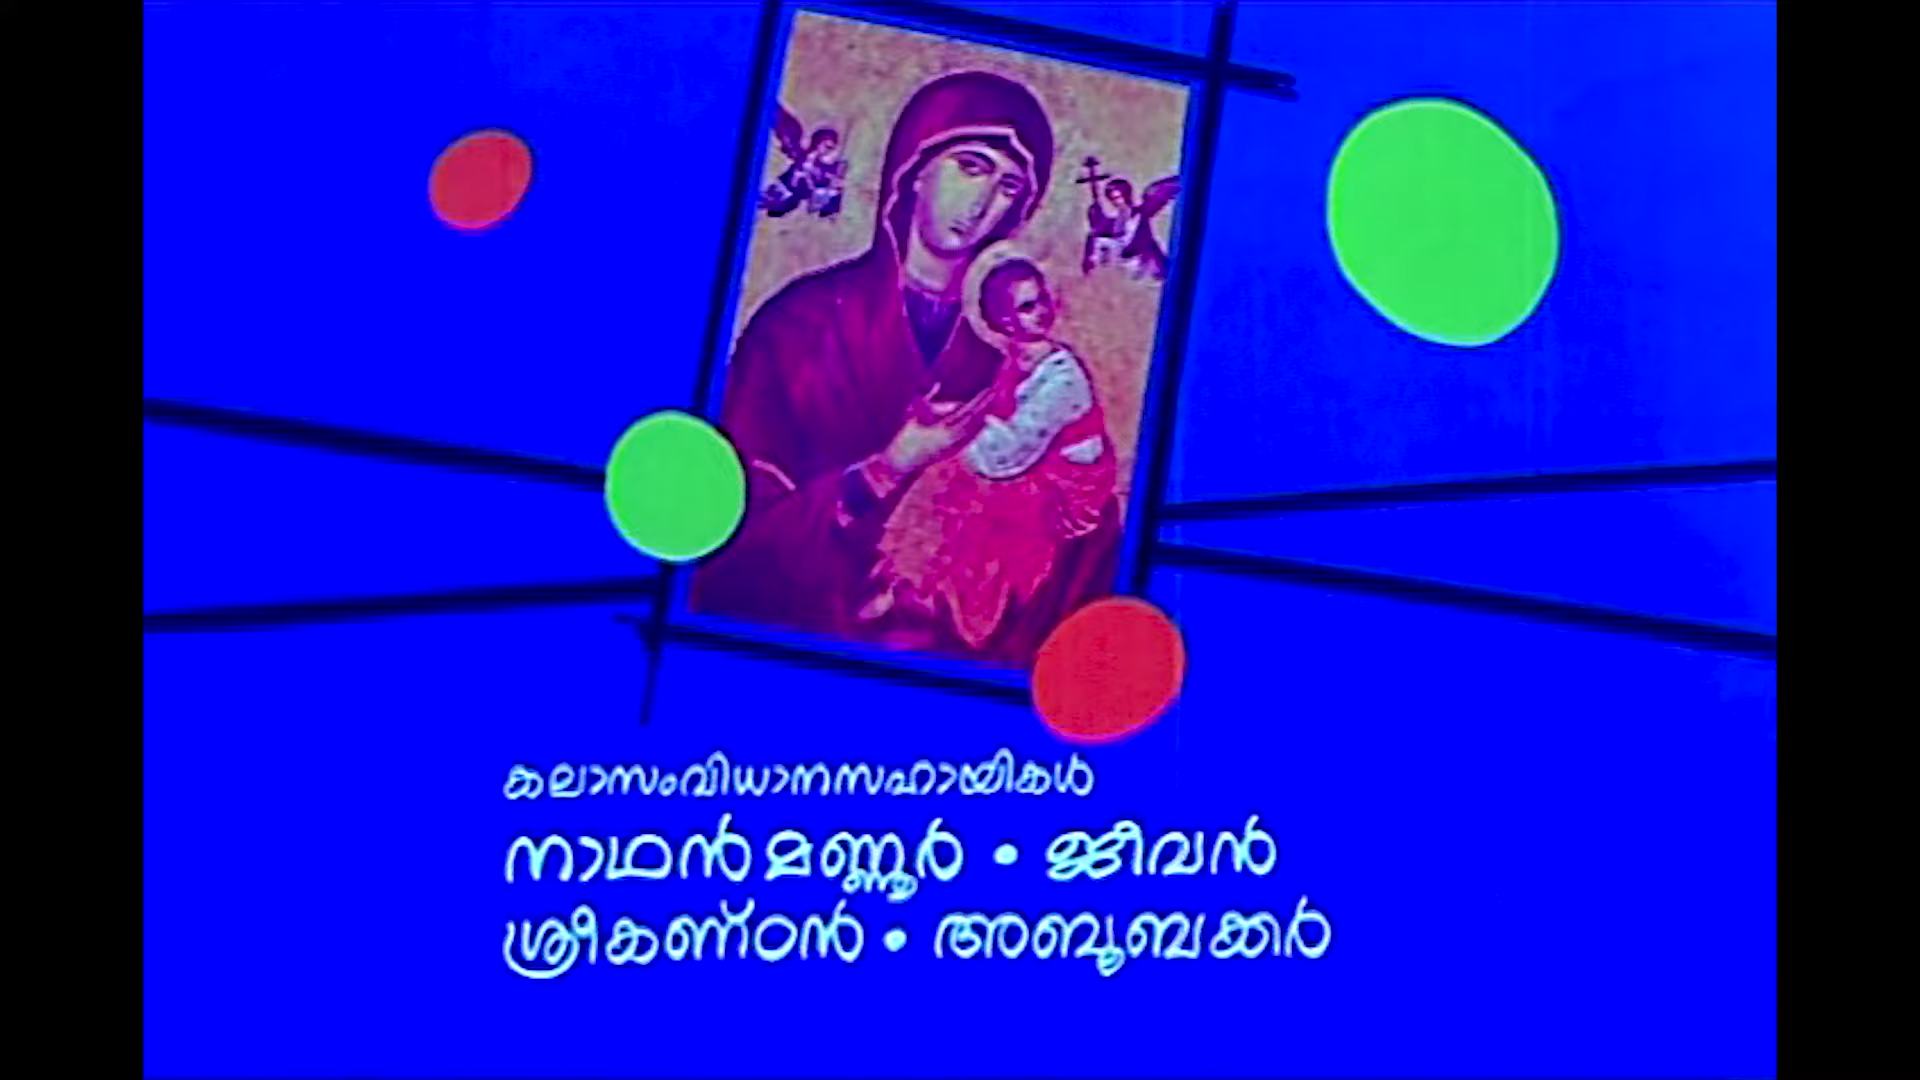 കലാസംവിധാനസഹായികൾ
നാഥൻ മണ്ണൂർ • ജീവൻ
ശ്രീകണ്ഠൻ • അബൂബക്കർ